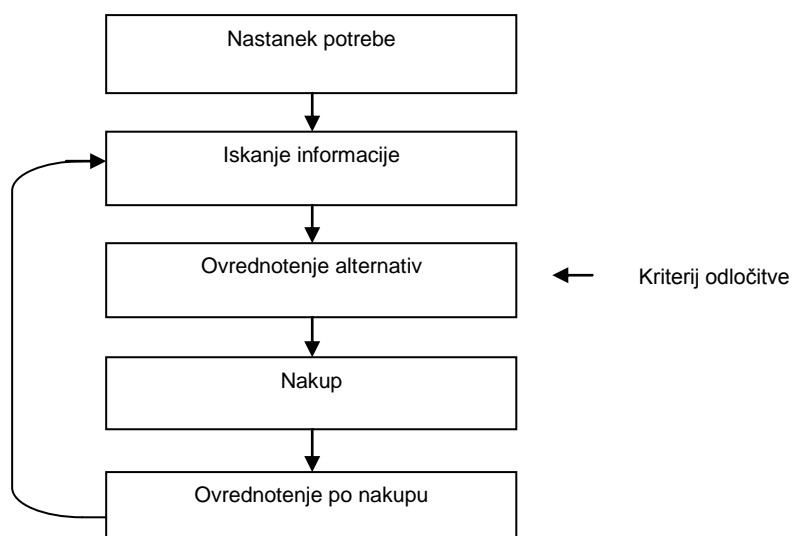 Nastanek potrebe
Iskanje informacije
Ovrednotenje alternativ
Kriterij odločitve
Nakup
Ovrednotenje po nakupu